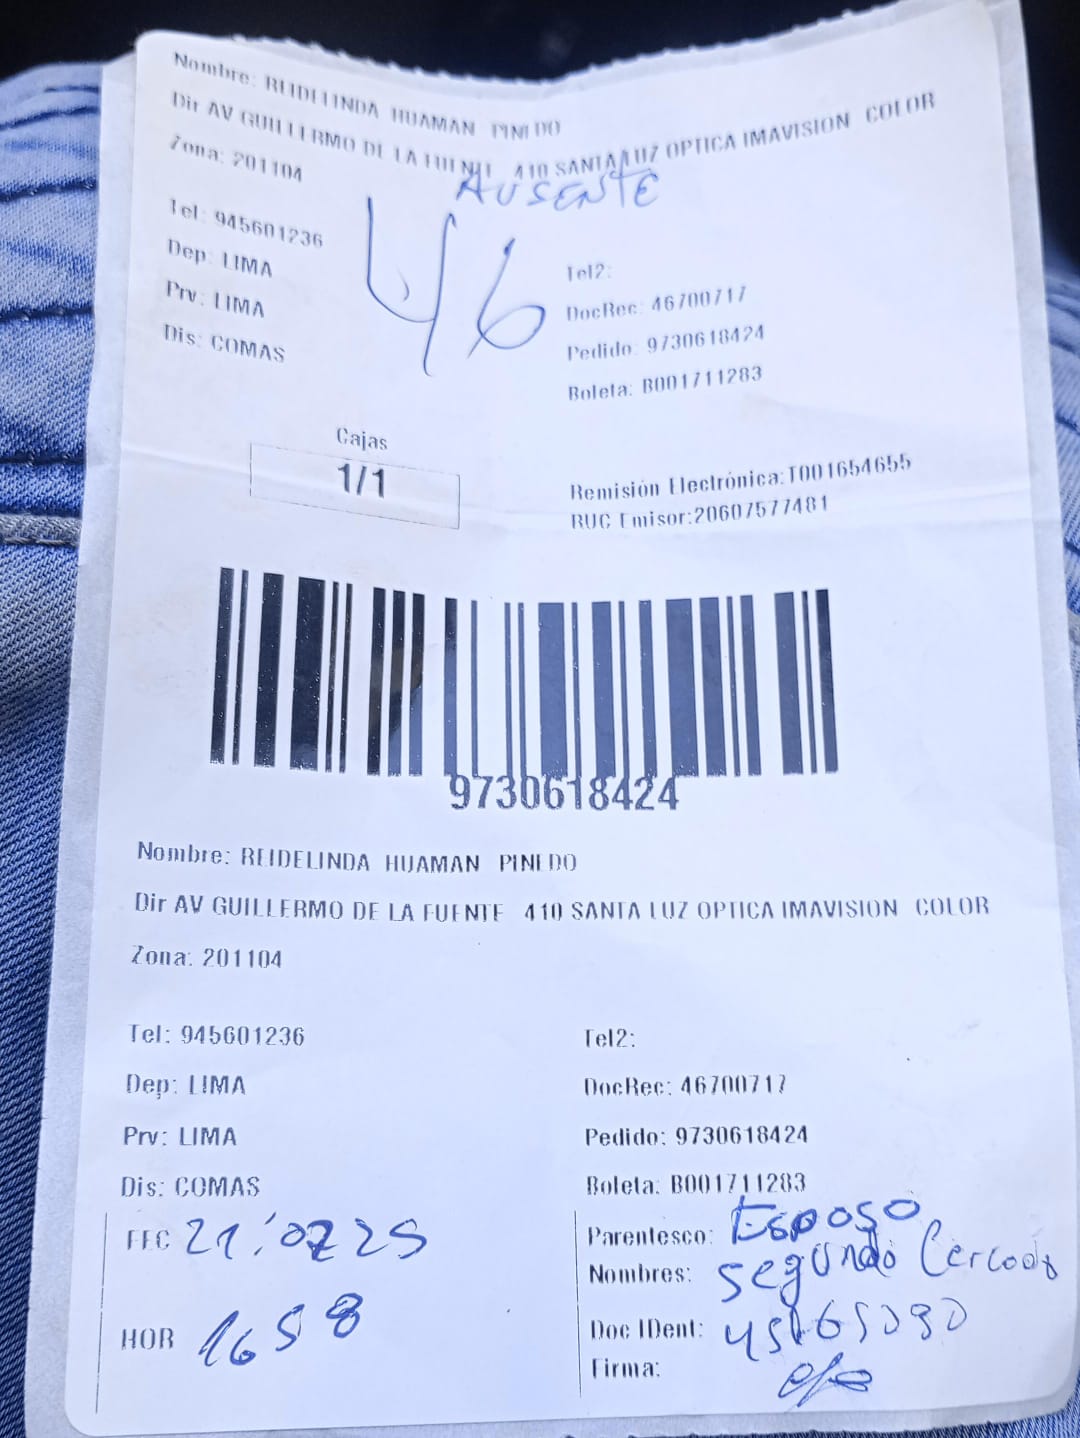 Nombre: REIDELINDA HUAMAN PINEDO
Dir AV GUILLERMO DE LA FUENTE 410 SANTA LUZ OPTICA IMAVISION COLOR
AUSENTE
Zona: 201104
46
Tel: 945601236
Tel2:
Dep: LIMA
DocRec: 46700717
Prv: LIMA
Pedido: 9730618424
Dis: COMAS
Boleta: B001711283
Cajas
1/1
Remisión Electrónica:T001654655
RUC Emisor:20607577481
9730618424
Nombre: REIDELINDA HUAMAN PINEDO
Dir AV GUILLERMO DE LA FUENTE 410 SANTA LUZ OPTICA IMAVISION COLOR
Zona: 201104
Tel: 945601236
Tel2:
Dep: LIMA
DocRec: 46700717
Prv: LIMA
Pedido: 9730618424
Dis: COMAS
Boleta: B001711283
FEC 21.'0725
Parentesco: Esposo
Nombres: Segundo
HOR 1658
Doc IDent:
Firma: